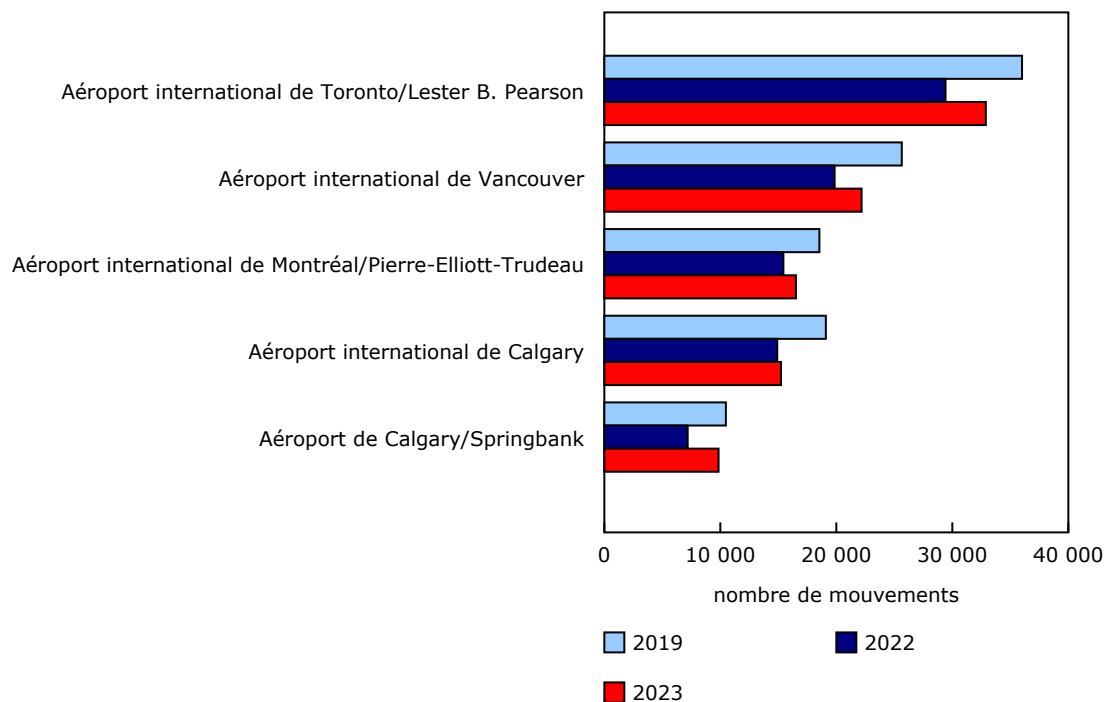 Aéroport international de Toronto/Lester B. Pearson
Aéroport international de Vancouver
Aéroport international de Montréal/Pierre-Elliott-Trudeau
Aéroport international de Calgary
Aéroport de Calgary/Springbank
0 10 000 20 000 30 000 40 000
nombre de mouvements
2019 2022
2023